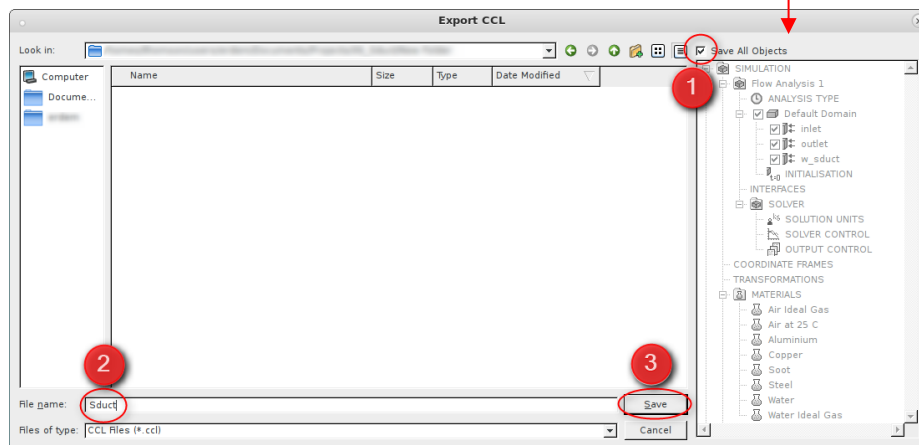 Export CCL
Look in:
Save All Objects
1
Computer
Docume...
Name Size Type Date Modified
SIMULATION
Flow Analysis 1
ANALYSIS TYPE
Default Domain
inlet
outlet
w_sduct
t=0 INITIALISATION
INTERFACES
SOLVER
SOLUTION UNITS
SOLVER CONTROL
OUTPUT CONTROL
COORDINATE FRAMES
TRANSFORMATIONS
MATERIALS
Air Ideal Gas
Air at 25 C
Aluminium
Copper
Soot
Steel
Water
Water Ideal Gas
2
3
File name: Sduct Save
Files of type: CCL Files (*.ccl) Cancel